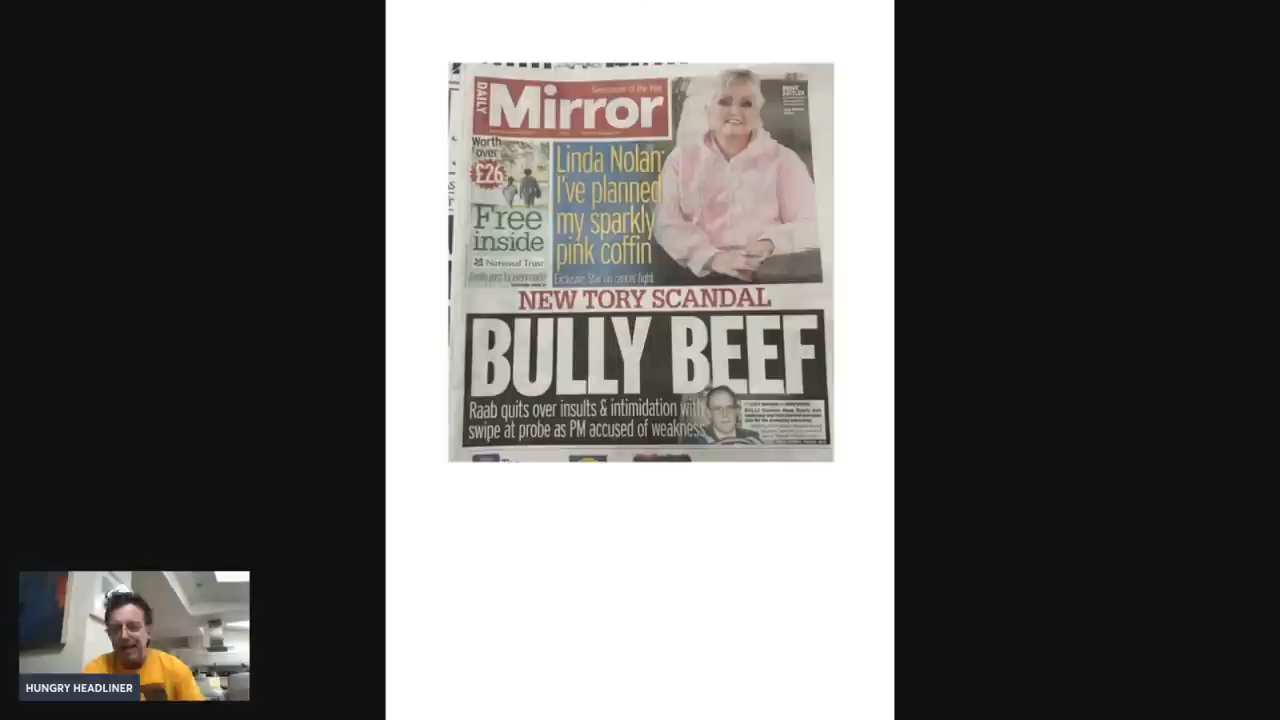 DAILY
Mirror
Newspaper of the Year
Worth
over
£26
Free
inside
National Trust
Linda Nolan:
I've planned
my sparkly
pink coffin
Exclusive: Star on cancer fight
NEW TORY SCANDAL
BULLY BEEF
Raab quits over insults & intimidation with
swipe at probe as PM accused of weakness
HUNGRY HEADLINER